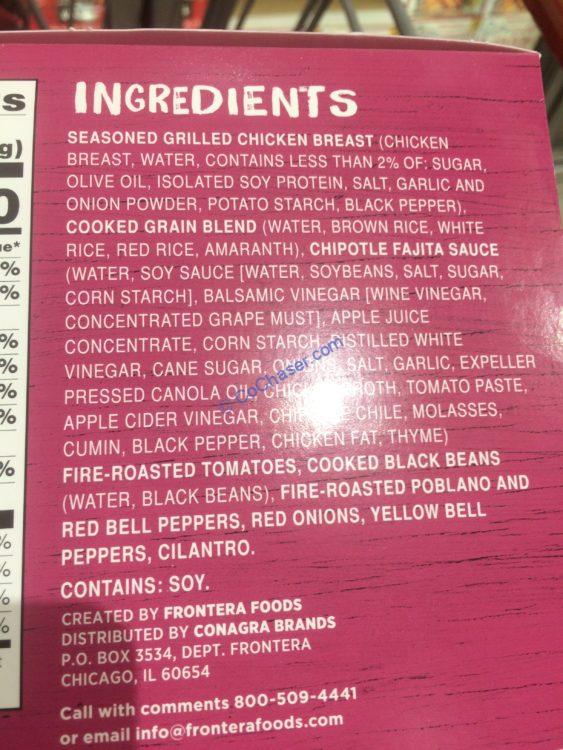 INGREDIENTS
SEASONED GRILLED CHICKEN BREAST (CHICKEN
BREAST, WATER, CONTAINS LESS THAN 2% OF: SUGAR,
OLIVE OIL, ISOLATED SOY PROTEIN, SALT, GARLIC AND
ONION POWDER, POTATO STARCH, BLACK PEPPER),
COOKED GRAIN BLEND (WATER, BROWN RICE, WHITE
RICE, RED RICE, AMARANTH), CHIPOTLE FAJITA SAUCE
(WATER, SOY SAUCE [WATER, SOYBEANS, SALT, SUGAR,
CORN STARCH], BALSAMIC VINEGAR [WINE VINEGAR,
CONCENTRATED GRAPE MUST], APPLE JUICE
CONCENTRATE, CORN STARCH, DISTILLED WHITE
VINEGAR, CANE SUGAR, SALT, GARLIC, EXPELLER
PRESSED CANOLA OIL, CHICKEN BROTH, TOMATO PASTE,
APPLE CIDER VINEGAR, CHIPOTLE CHILE, MOLASSES,
CUMIN, BLACK PEPPER, CHICKEN FAT, THYME)
FIRE-ROASTED TOMATOES, COOKED BLACK BEANS
(WATER, BLACK BEANS), FIRE-ROASTED POBLANO AND
RED BELL PEPPERS, RED ONIONS, YELLOW BELL
PEPPERS, CILANTRO.
CONTAINS: SOY.
CREATED BY FRONTERA FOODS
DISTRIBUTED BY CONAGRA BRANDS
P.O. BOX 3534, DEPT. FRONTERA
CHICAGO, IL 60654
Call with comments 800-509-4441
or email info@fronterafoods.com
CoChaser.com
g)
0
%
%
%
%
%
%
%
%
%
%
%